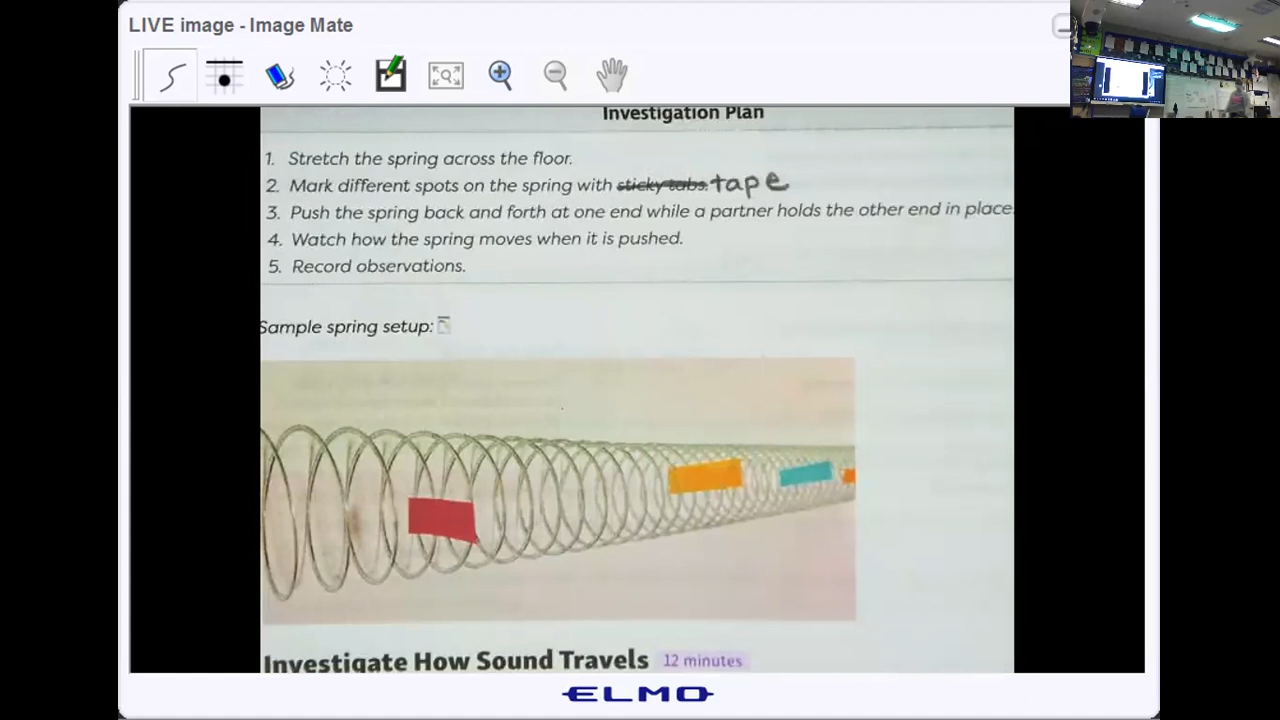 LIVE image - Image Mate
Investigation Plan
1. Stretch the spring across the floor.
2. Mark different spots on the spring with sticky tabs. tape
3. Push the spring back and forth at one end while a partner holds the other end in place.
4. Watch how the spring moves when it is pushed.
5. Record observations.
Sample spring setup:
Investigate How Sound Travels 12 minutes
ELMO